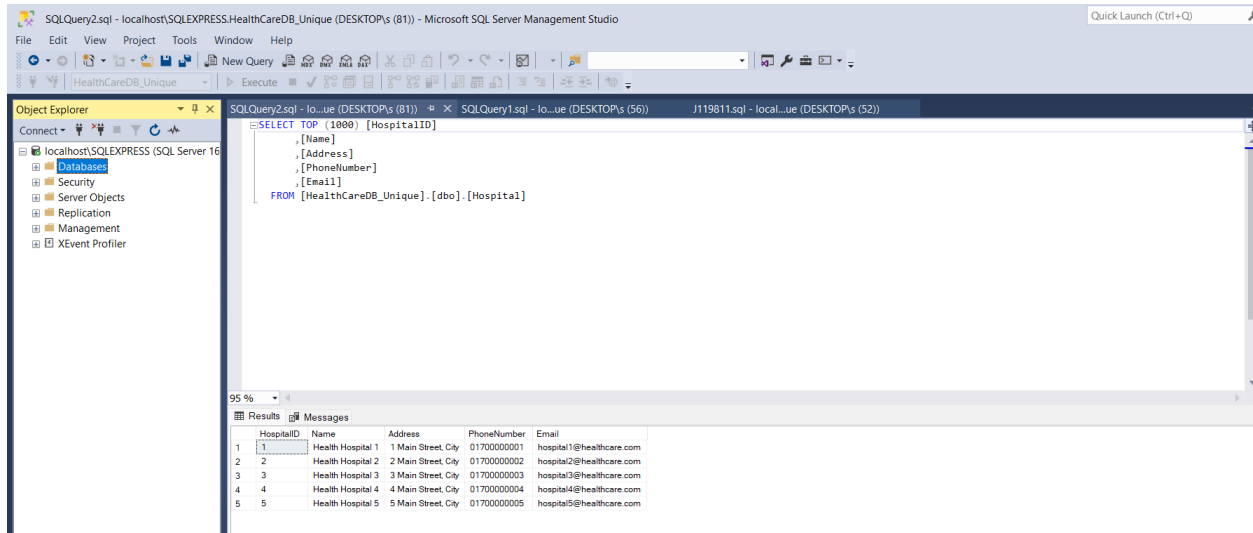 SQLQuery2.sql - localhost\SQLEXPRESS.HealthCareDB_Unique (DESKTOP\s (81)) - Microsoft SQL Server Management Studio
Quick Launch (Ctrl+Q)
File Edit View Project Tools Window Help
New Query
HealthCareDB_Unique Execute
Object Explorer
SQLQuery2.sql - lo...ue (DESKTOP\s (81)) SQLQuery1.sql - lo...ue (DESKTOP\s (56)) J119811.sql - local...ue (DESKTOP\s (52))
Connect
localhost\SQLEXPRESS (SQL Server 16
Databases
Security
Server Objects
Replication
Management
XEvent Profiler
SELECT TOP (1000) [HospitalID]
,[Name]
,[Address]
,[PhoneNumber]
,[Email]
FROM [HealthCareDB_Unique].[dbo].[Hospital]
95 %
Results Messages
HospitalID Name Address PhoneNumber Email
1 1 Health Hospital 1 1 Main Street, City 01700000001 hospital1@healthcare.com
2 2 Health Hospital 2 2 Main Street, City 01700000002 hospital2@healthcare.com
3 3 Health Hospital 3 3 Main Street, City 01700000003 hospital3@healthcare.com
4 4 Health Hospital 4 4 Main Street, City 01700000004 hospital4@healthcare.com
5 5 Health Hospital 5 5 Main Street, City 01700000005 hospital5@healthcare.com